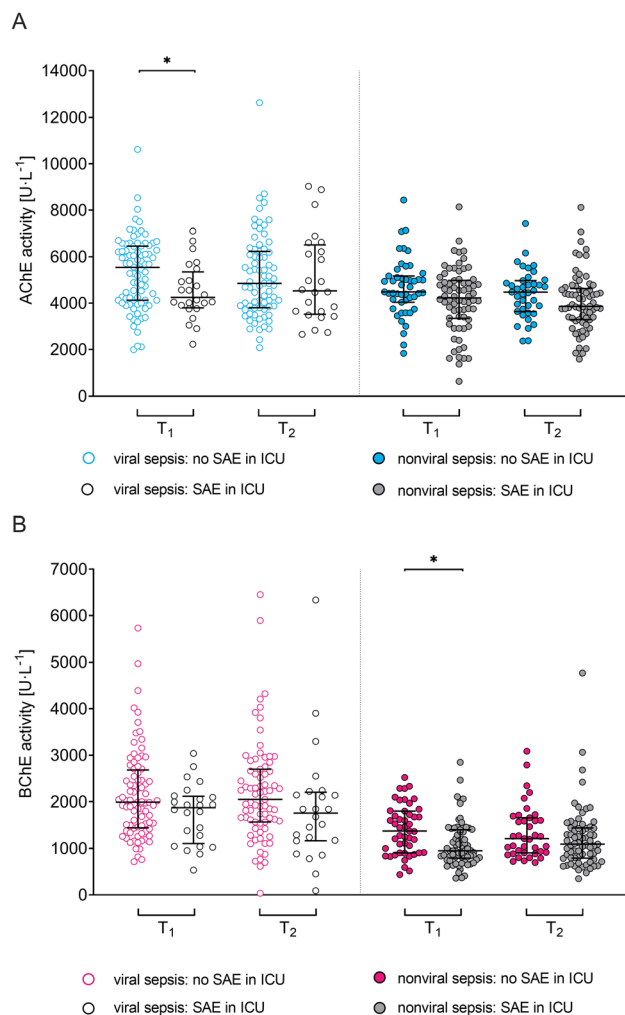 A
*
14000
12000
10000
8000
6000
4000
2000
0
AChE activity [U·L⁻¹]
T₁ T₂ T₁ T₂
viral sepsis: no SAE in ICU nonviral sepsis: no SAE in ICU
viral sepsis: SAE in ICU nonviral sepsis: SAE in ICU
B
*
7000
6000
5000
4000
3000
2000
1000
0
BChE activity [U·L⁻¹]
T₁ T₂ T₁ T₂
viral sepsis: no SAE in ICU nonviral sepsis: no SAE in ICU
viral sepsis: SAE in ICU nonviral sepsis: SAE in ICU